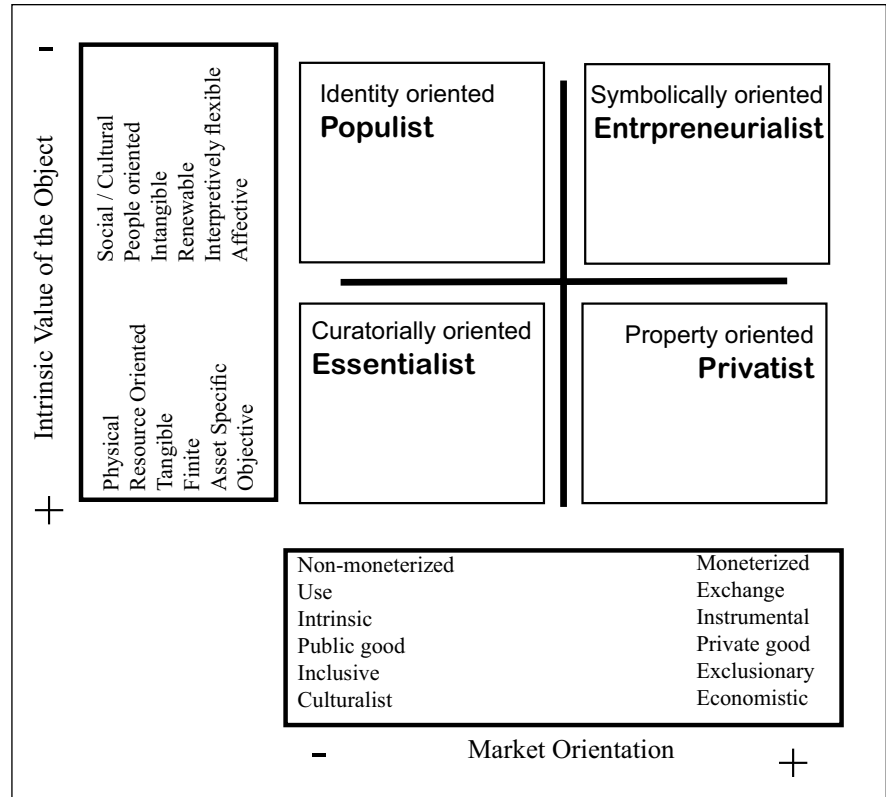 -
Intrinsic Value of the Object
+
Social / Cultural
People oriented
Intangible
Renewable
Interpretively flexible
Affective
Physical
Resource Oriented
Tangible
Finite
Asset Specific
Objective
Identity oriented
Populist
Symbolically oriented
Entrpreneurialist
Curatorially oriented
Essentialist
Property oriented
Privatist
Non-moneterized
Use
Intrinsic
Public good
Inclusive
Culturalist
Moneterized
Exchange
Instrumental
Private good
Exclusionary
Economistic
-
Market Orientation
+